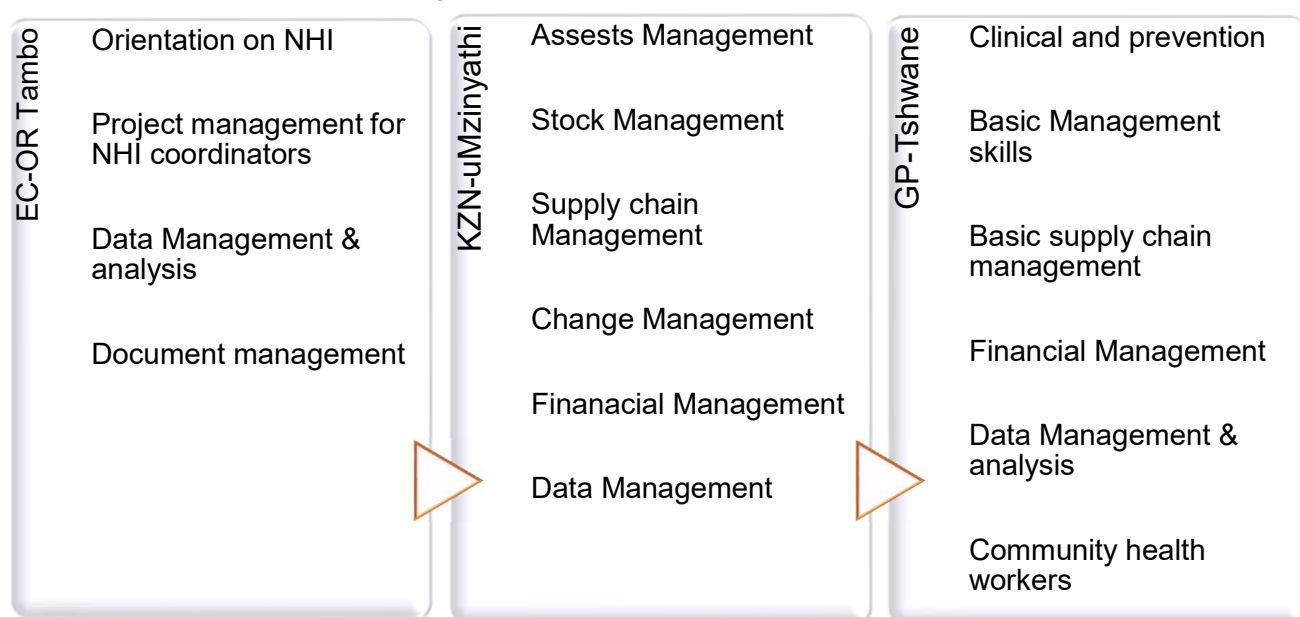 EC-OR Tambo
Orientation on NHI
Project management for
NHI coordinators
Data Management &
analysis
Document management
KZN-uMzinyathi
Assests Management
Stock Management
Supply chain
Management
Change Management
Finanacial Management
Data Management
GP-Tshwane
Clinical and prevention
Basic Management
skills
Basic supply chain
management
Financial Management
Data Management &
analysis
Community health
workers